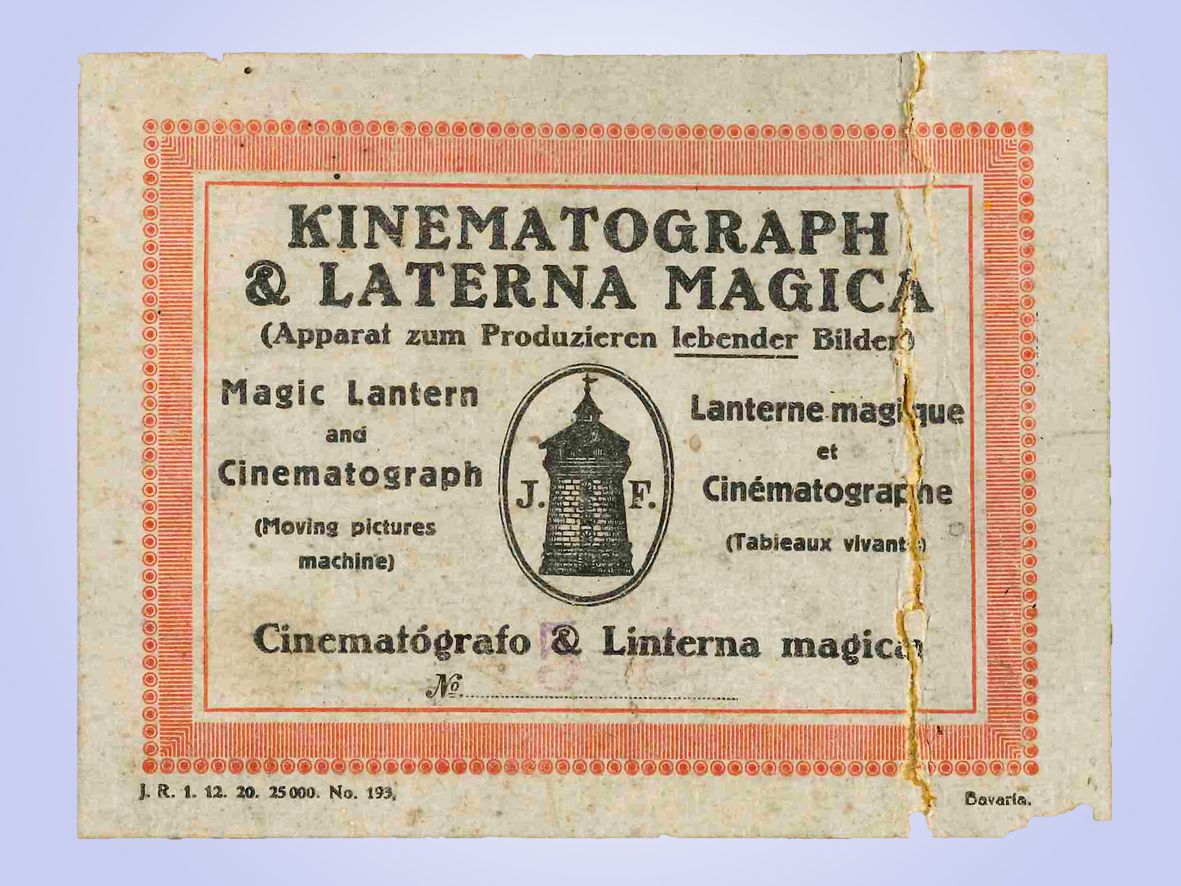 KINEMATOGRAPH
& LATERNA MAGICA
(Apparat zum Produzieren lebender Bilder)
Magic Lantern
and
Cinematograph
(Moving pictures
machine)
J. F.
Lanterne magique
et
Cinématographe
(Tableaux vivants)
Cinematógrafo & Linterna magica
No.
J. R. 1. 12. 20. 25000. No. 193.
Bavaria.